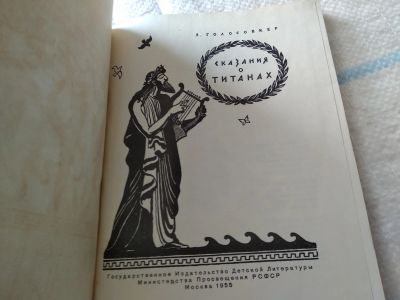 Я. ГОЛОСОВКЕР
СКАЗАНИЯ
О
ТИТАНАХ
Государственное Издательство Детской Литературы
Министерства Просвещения РСФСР
Москва 1955